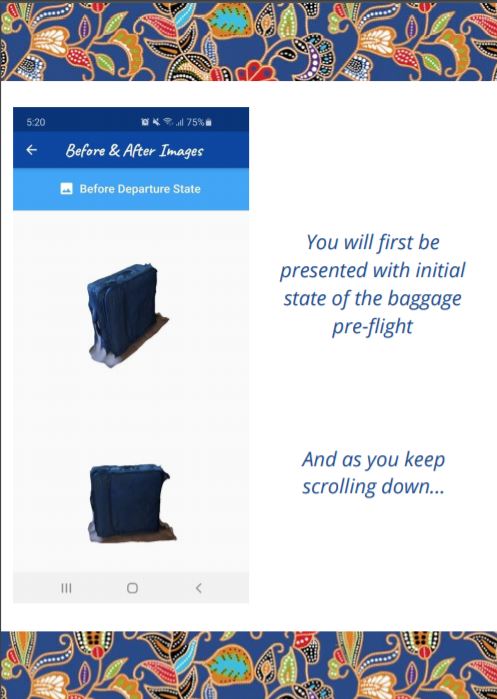 5:20
75%
Before & After Images
Before Departure State
You will first be
presented with initial
state of the baggage
pre-flight
And as you keep
scrolling down...